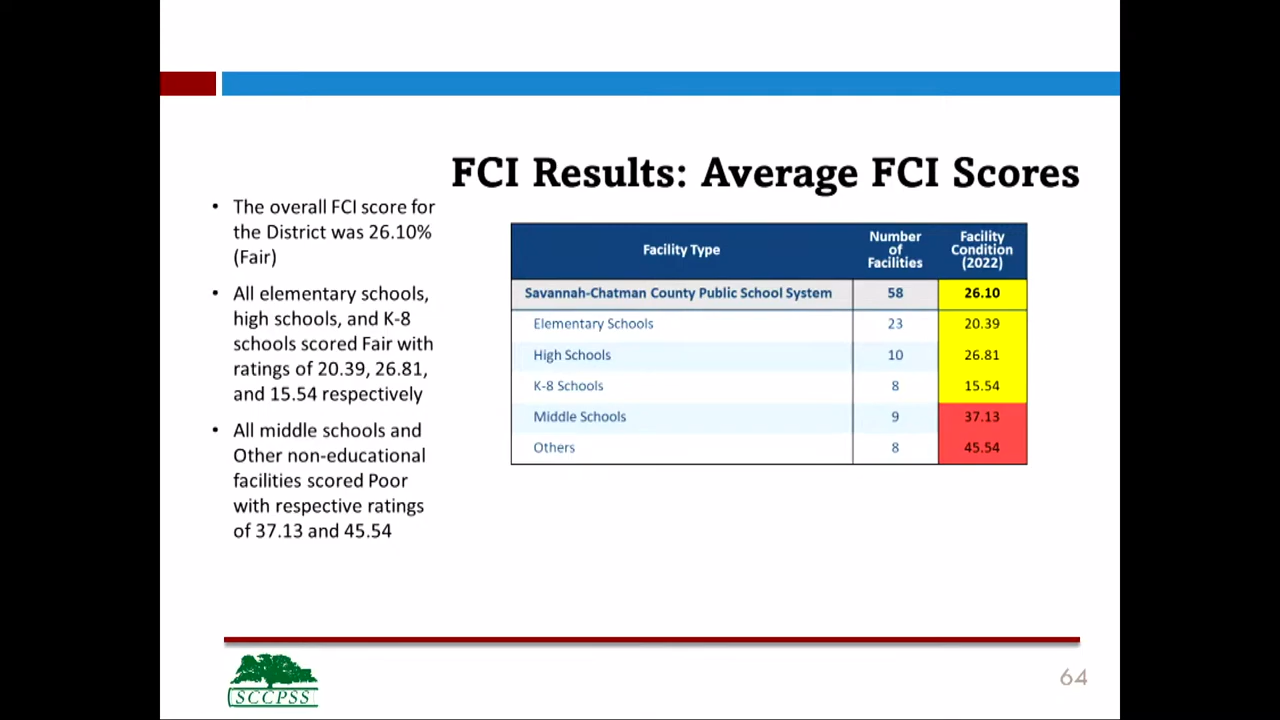 FCI Results: Average FCI Scores
• The overall FCI score for
the District was 26.10%
(Fair)
• All elementary schools,
high schools, and K-8
schools scored Fair with
ratings of 20.39, 26.81,
and 15.54 respectively
• All middle schools and
Other non-educational
facilities scored Poor
with respective ratings
of 37.13 and 45.54
Facility Type Number of Facilities Facility Condition (2022)
Savannah-Chatman County Public School System 58 26.10
Elementary Schools 23 20.39
High Schools 10 26.81
K-8 Schools 8 15.54
Middle Schools 9 37.13
Others 8 45.54
SCCPSS
64